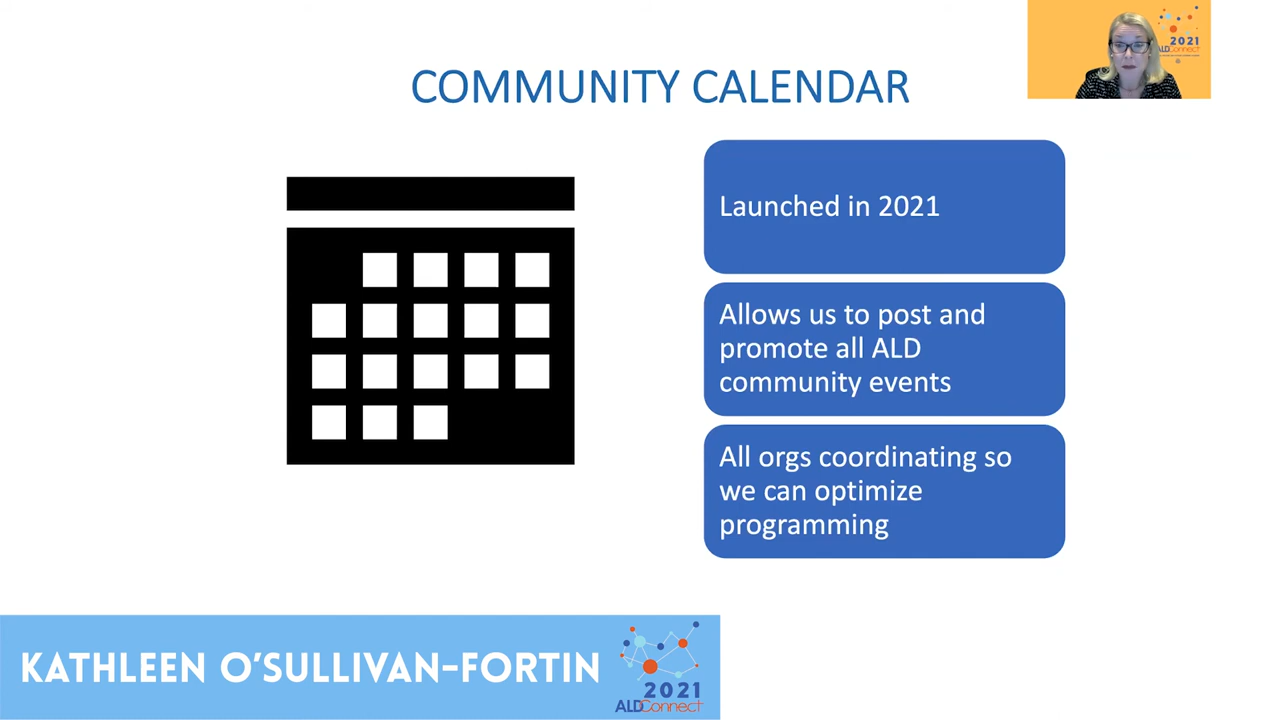 COMMUNITY CALENDAR
2021
ALDConnect
Launched in 2021
Allows us to post and
promote all ALD
community events
All orgs coordinating so
we can optimize
programming
KATHLEEN O'SULLIVAN-FORTIN
2021
ALDConnect